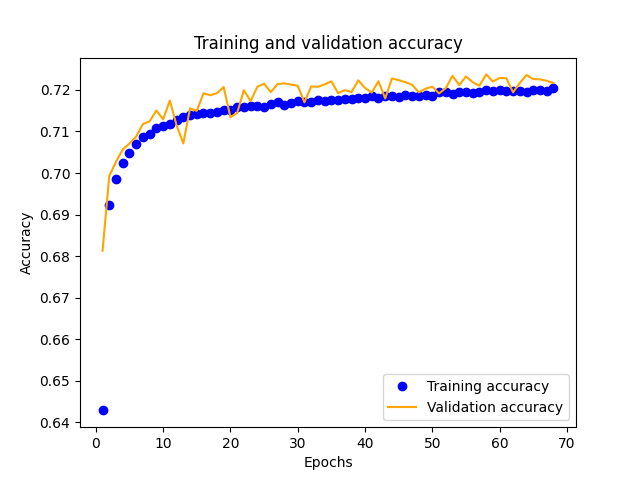 Training and validation accuracy
Accuracy
0.72
0.71
0.70
0.69
0.68
0.67
0.66
0.65
0.64
Training accuracy
Validation accuracy
0 10 20 30 40 50 60 70
Epochs